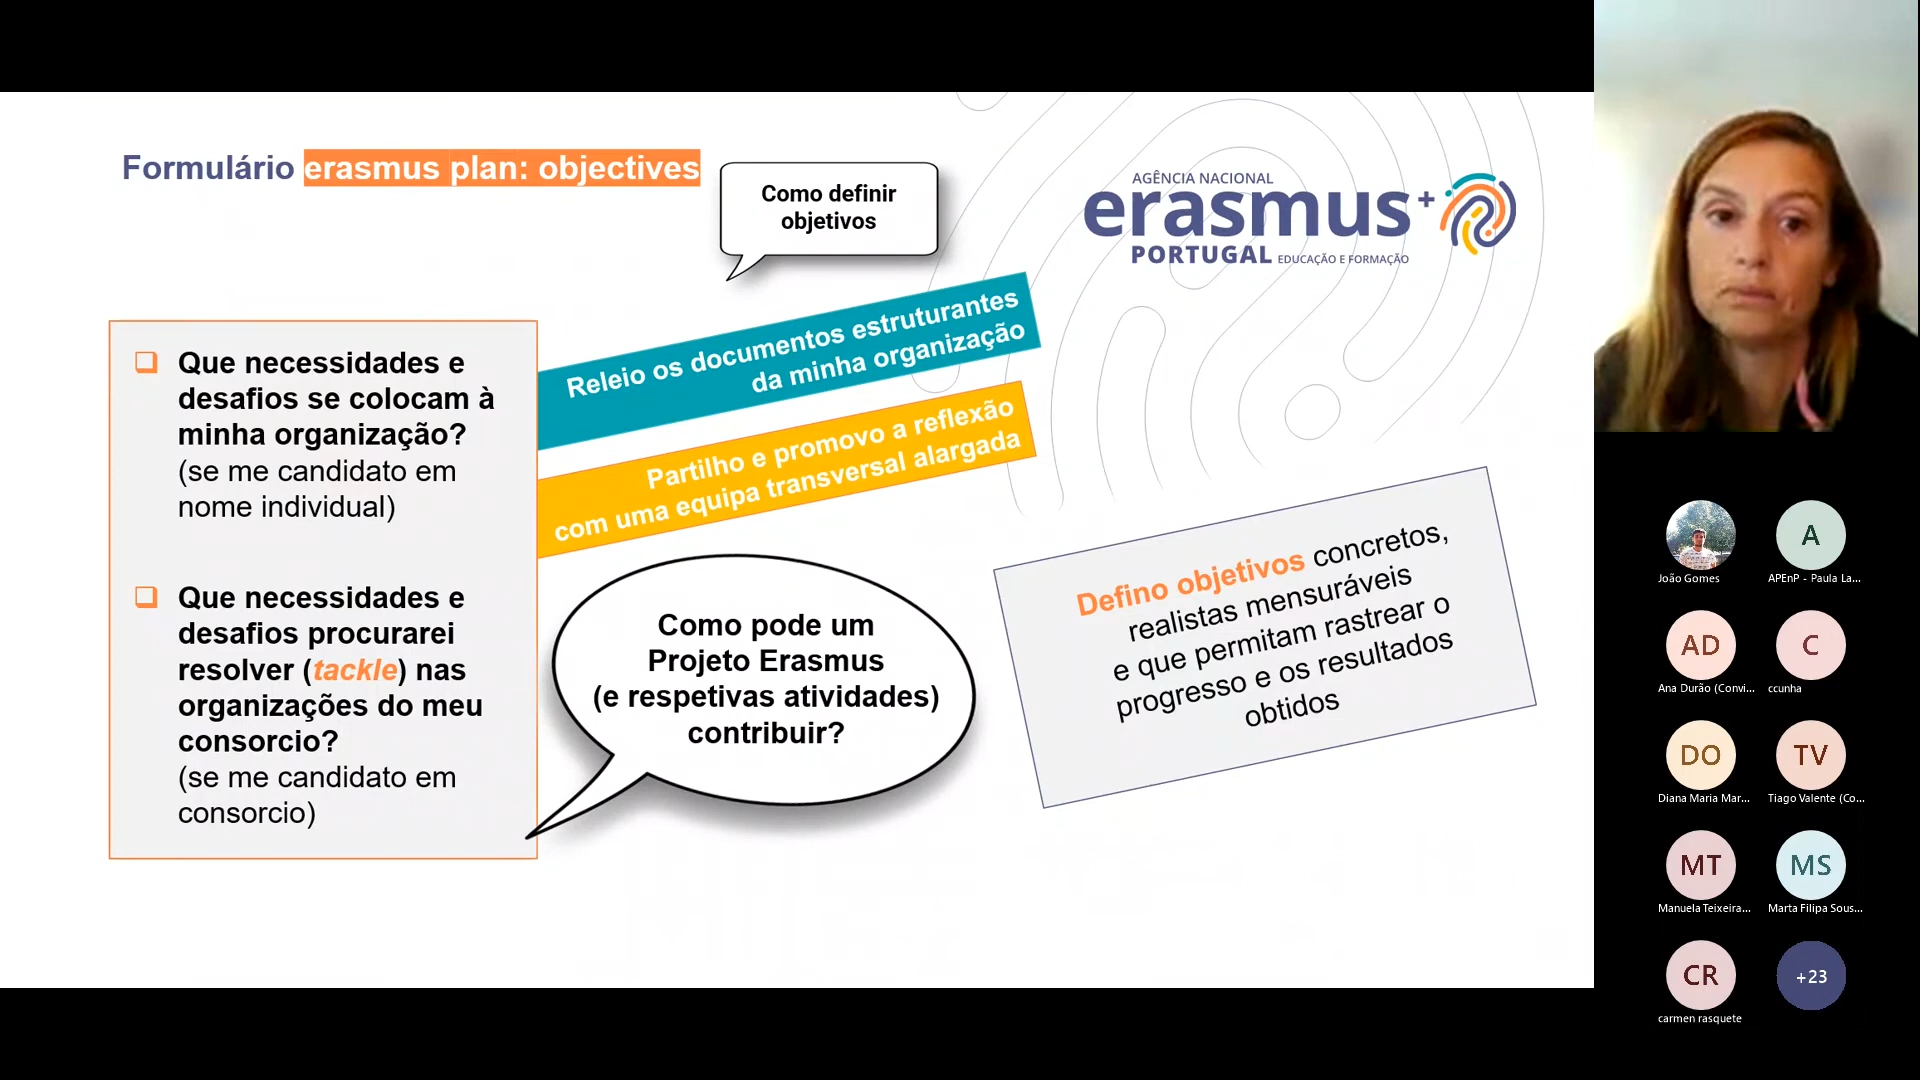 Formulário erasmus plan: objectives
Como definir
objetivos
AGÊNCIA NACIONAL
erasmus+
PORTUGAL EDUCAÇÃO E FORMAÇÃO
Que necessidades e
desafios se colocam à
minha organização?
(se me candidato em
nome individual)
Que necessidades e
desafios procurarei
resolver (tackle) nas
organizações do meu
consorcio?
(se me candidato em
consorcio)
Releio os documentos estruturantes
da minha organização
Partilho e promovo a reflexão
com uma equipa transversal alargada
Como pode um
Projeto Erasmus
(e respetivas atividades)
contribuir?
Defino objetivos concretos,
realistas mensuráveis
e que permitam rastrear o
progresso e os resultados
obtidos
João Gomes
A
APEnP - Paula La...
AD
Ana Durão (Convi...
C
ccunha
DO
Diana Maria Mar...
TV
Tiago Valente (Co...
MT
Manuela Teixeira...
MS
Marta Filipa Sous...
CR
carmen rasquete
+23